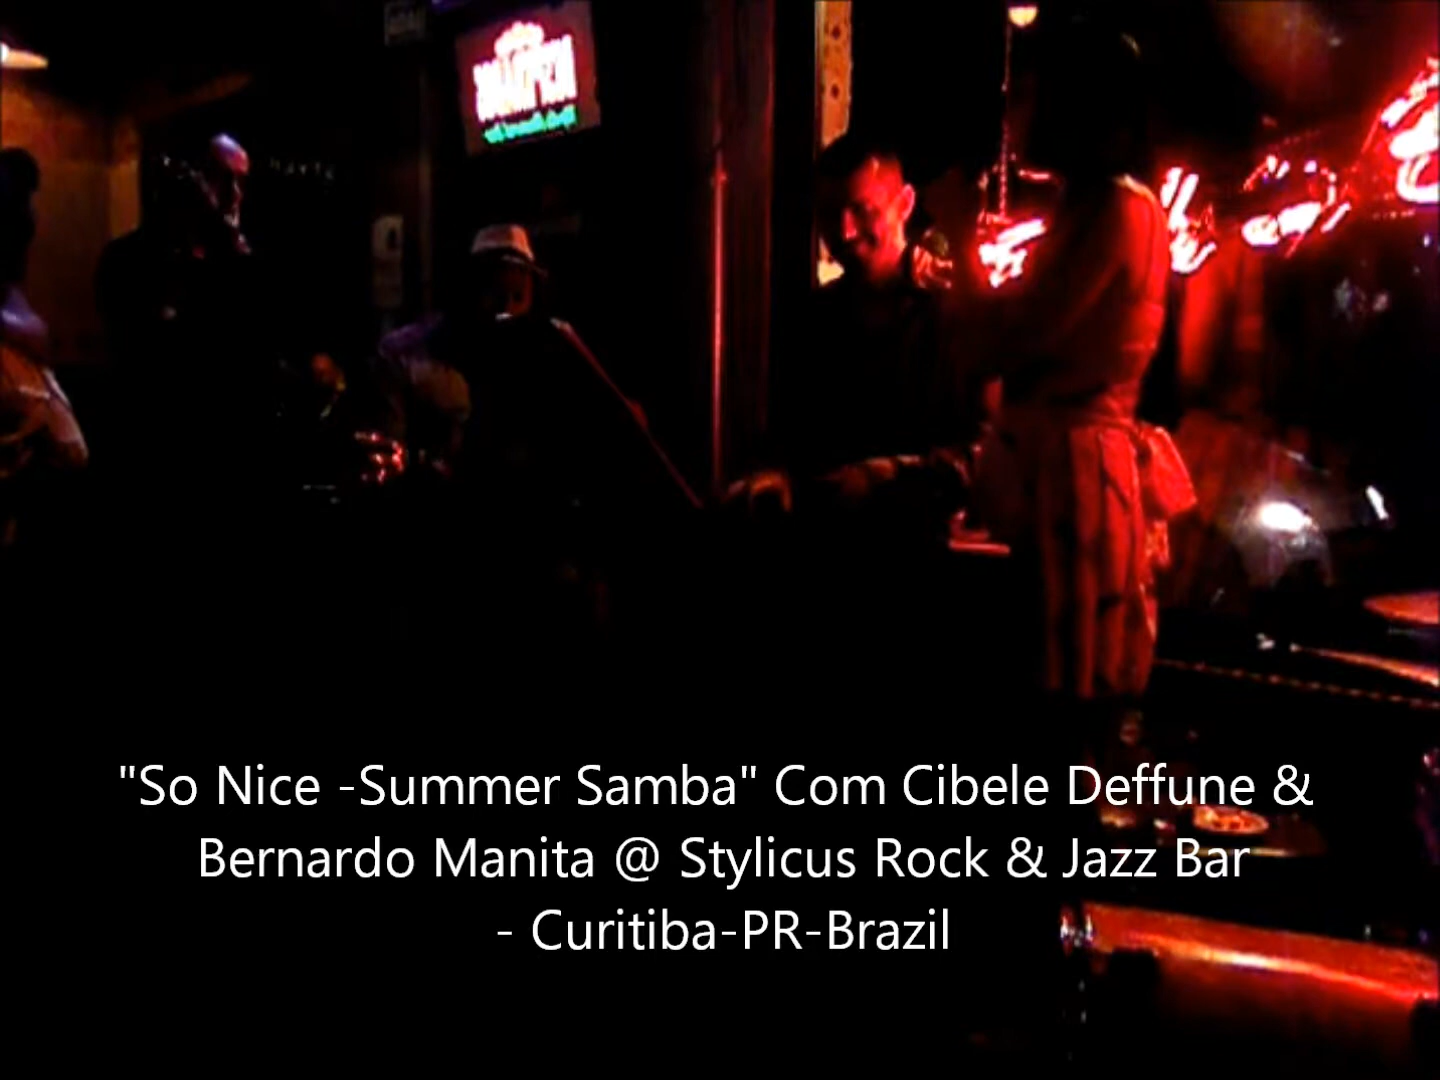 "So Nice -Summer Samba" Com Cibele Deffune &
Bernardo Manita @ Stylicus Rock & Jazz Bar
- Curitiba-PR-Brazil